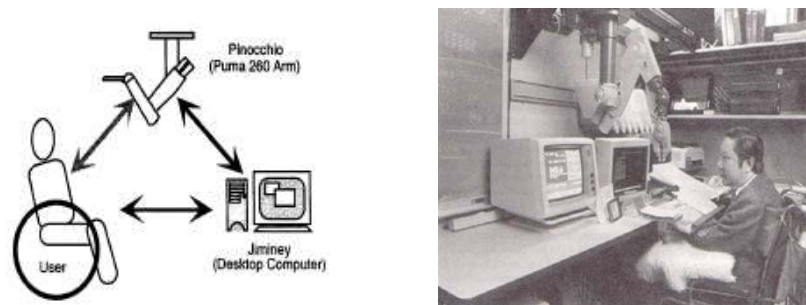 Pinocchio
(Puma 260 Arm)
Jiminey
(Desktop Computer)
User